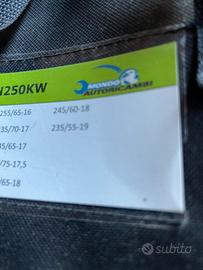 N250KW
MONDO
AUTORICAMBI
255/65-16 245/60-18
235/70-17 235/55-19
/65-17
/75-17,5
/65-18
subito